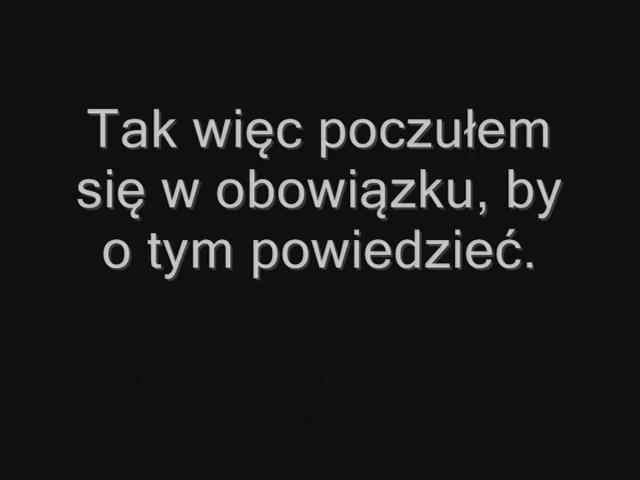 Tak więc poczułem
się w obowiązku, by
o tym powiedzieć.